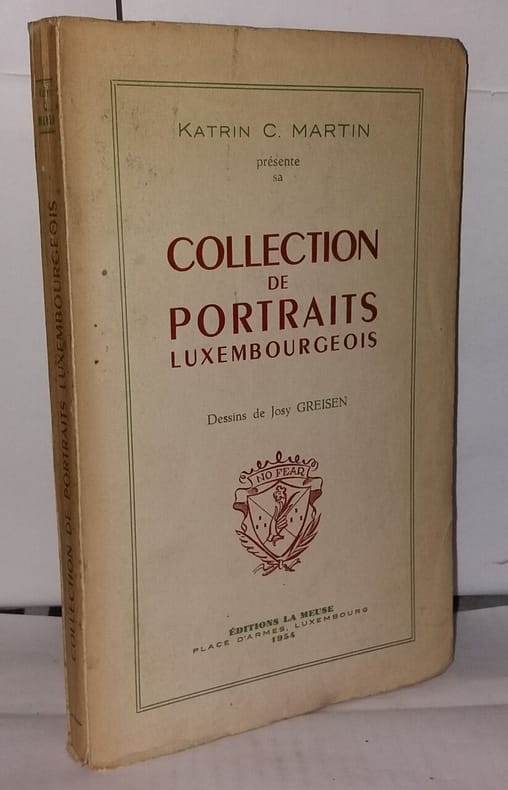 KATRIN C. MARTIN
présente
sa
COLLECTION
DE
PORTRAITS
LUXEMBOURGEOIS
Dessins de Josy GREISEN
NO FEAR
ÉDITIONS LA MEUSE
PLACE D'ARMES, LUXEMBOURG
1954
COLLECTION DE PORTRAITS LUXEMBOURGEOIS